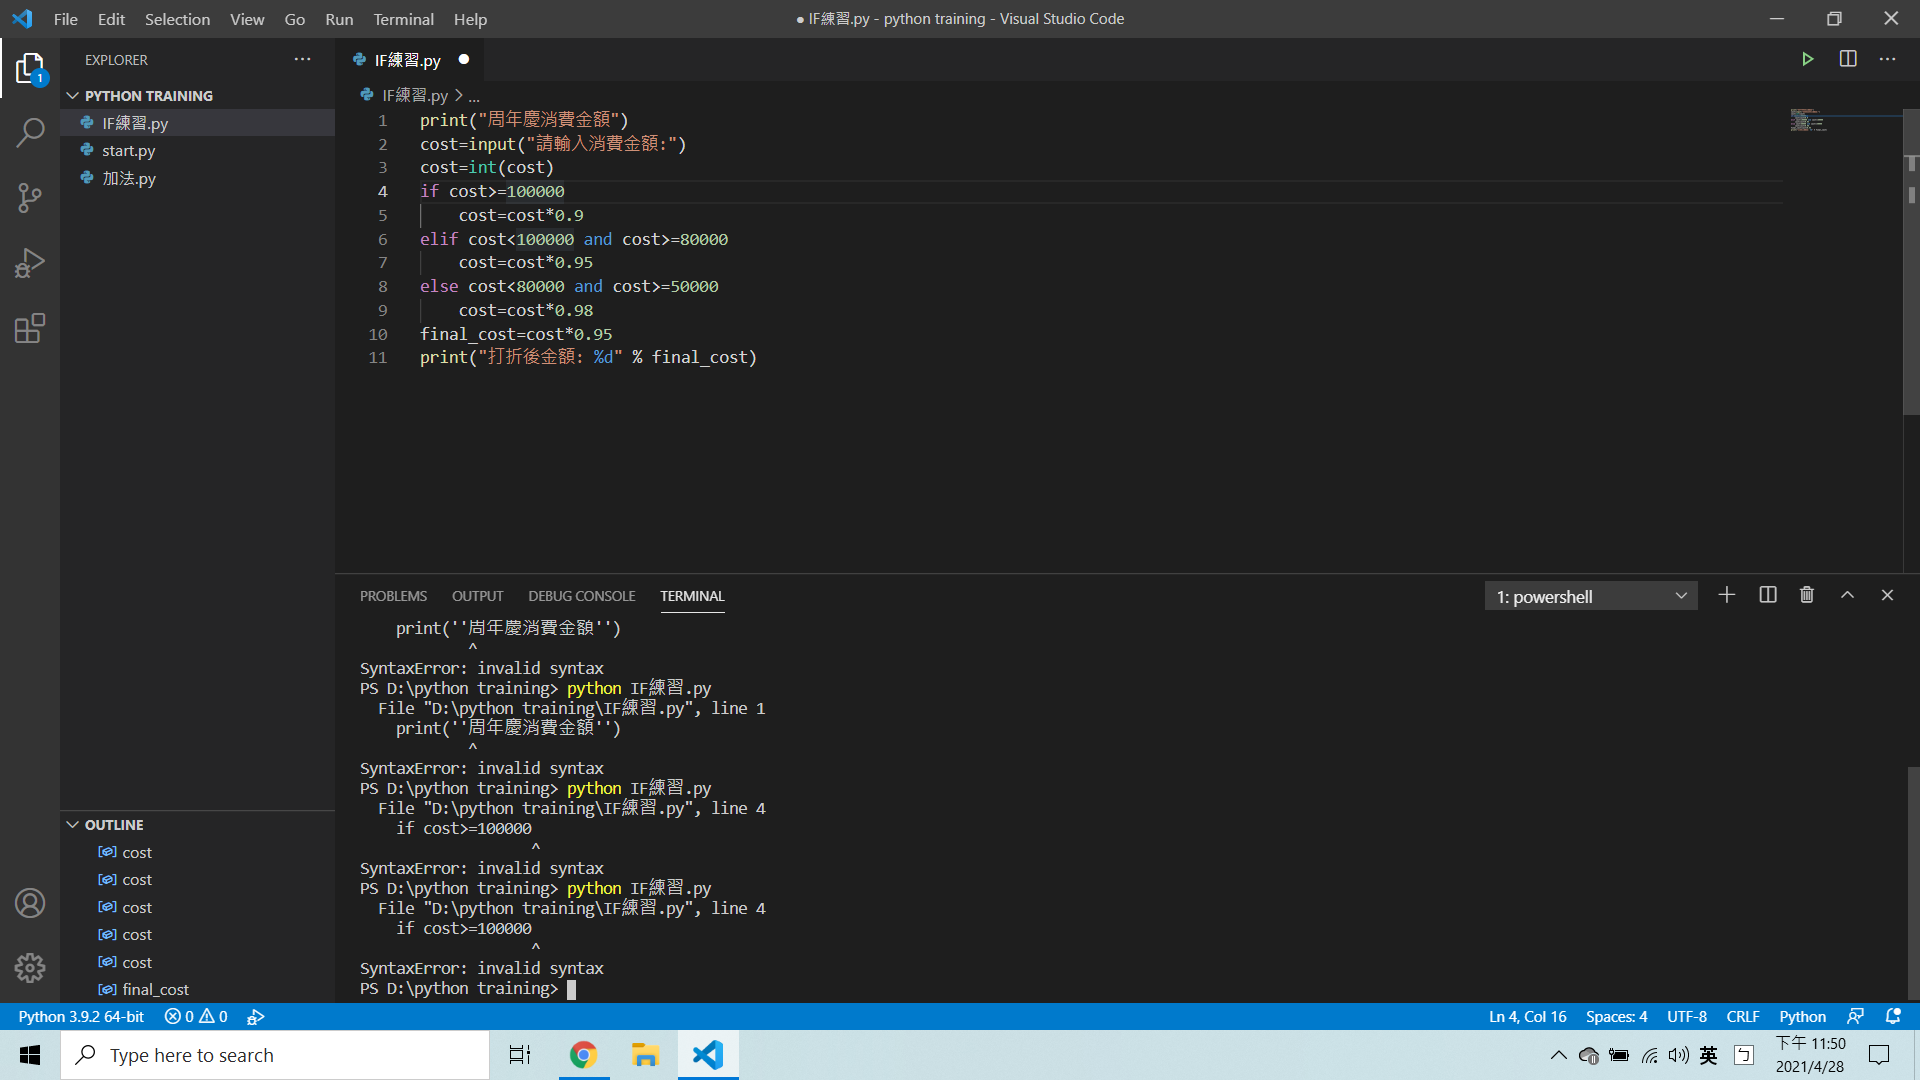 File Edit Selection View Go Run Terminal Help
● IF練習.py - python training - Visual Studio Code
EXPLORER
PYTHON TRAINING
IF練習.py
start.py
加法.py
OUTLINE
cost
cost
cost
cost
cost
final_cost
1
IF練習.py
IF練習.py > ...
1 print("周年慶消費金額")
2 cost=input("請輸入消費金額:")
3 cost=int(cost)
4 if cost>=100000
5 cost=cost*0.9
6 elif cost<100000 and cost>=80000
7 cost=cost*0.95
8 else cost<80000 and cost>=50000
9 cost=cost*0.98
10 final_cost=cost*0.95
11 print("打折後金額: %d" % final_cost)
PROBLEMS OUTPUT DEBUG CONSOLE TERMINAL
1: powershell
print(''周年慶消費金額'')
^
SyntaxError: invalid syntax
PS D:\python training> python IF練習.py
File "D:\python training\IF練習.py", line 1
print(''周年慶消費金額'')
^
SyntaxError: invalid syntax
PS D:\python training> python IF練習.py
File "D:\python training\IF練習.py", line 4
if cost>=100000
^
SyntaxError: invalid syntax
PS D:\python training> python IF練習.py
File "D:\python training\IF練習.py", line 4
if cost>=100000
^
SyntaxError: invalid syntax
PS D:\python training>
Python 3.9.2 64-bit 0 0
Ln 4, Col 16 Spaces: 4 UTF-8 CRLF Python
Type here to search
英 ㄅ
下午 11:50
2021/4/28